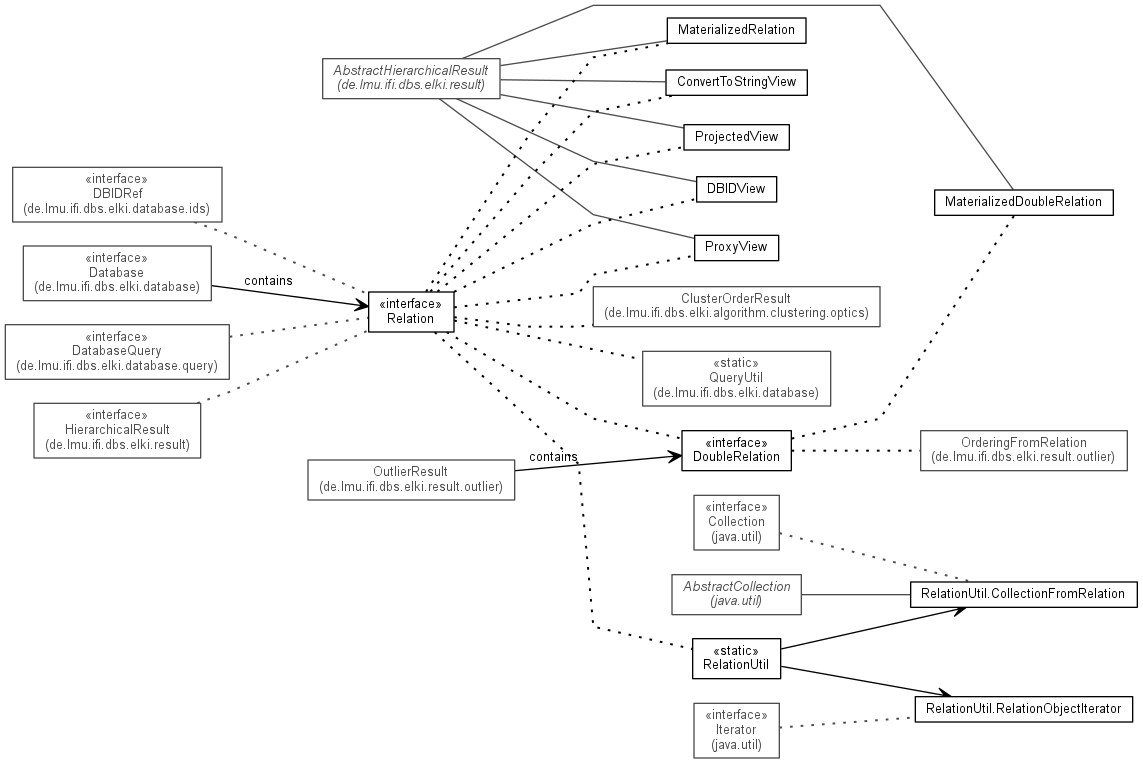 MaterializedRelation
AbstractHierarchicalResult
(de.lmu.ifi.dbs.elki.result)
ConvertToStringView
ProjectedView
«interface»
DBIDRef
(de.lmu.ifi.dbs.elki.database.ids)
DBIDView
MaterializedDoubleRelation
ProxyView
«interface»
Database
(de.lmu.ifi.dbs.elki.database)
contains
«interface»
Relation
ClusterOrderResult
(de.lmu.ifi.dbs.elki.algorithm.clustering.optics)
«interface»
DatabaseQuery
(de.lmu.ifi.dbs.elki.database.query)
«static»
QueryUtil
(de.lmu.ifi.dbs.elki.database)
«interface»
HierarchicalResult
(de.lmu.ifi.dbs.elki.result)
«interface»
DoubleRelation
OrderingFromRelation
(de.lmu.ifi.dbs.elki.result.outlier)
contains
OutlierResult
(de.lmu.ifi.dbs.elki.result.outlier)
«interface»
Collection
(java.util)
AbstractCollection
(java.util)
RelationUtil.CollectionFromRelation
«static»
RelationUtil
RelationUtil.RelationObjectIterator
«interface»
Iterator
(java.util)